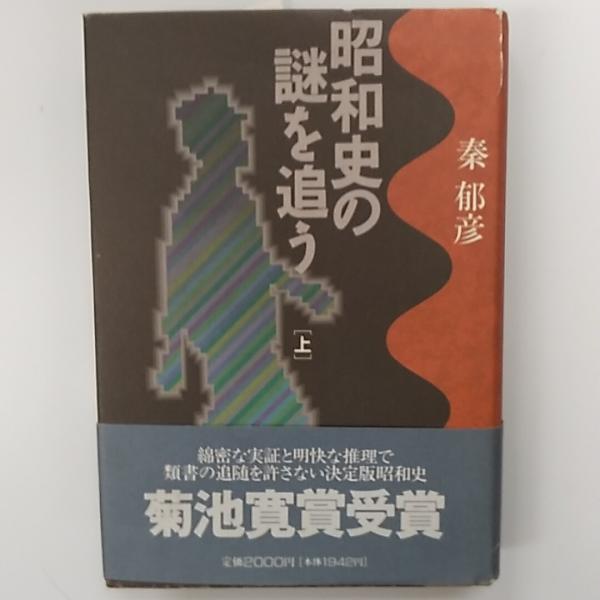 昭和史の
謎を追う
[上]
秦 郁彦
綿密な実証と明快な推理で
類書の追随を許さない決定版昭和史
菊池寛賞受賞
定価2000円[本体1942円]